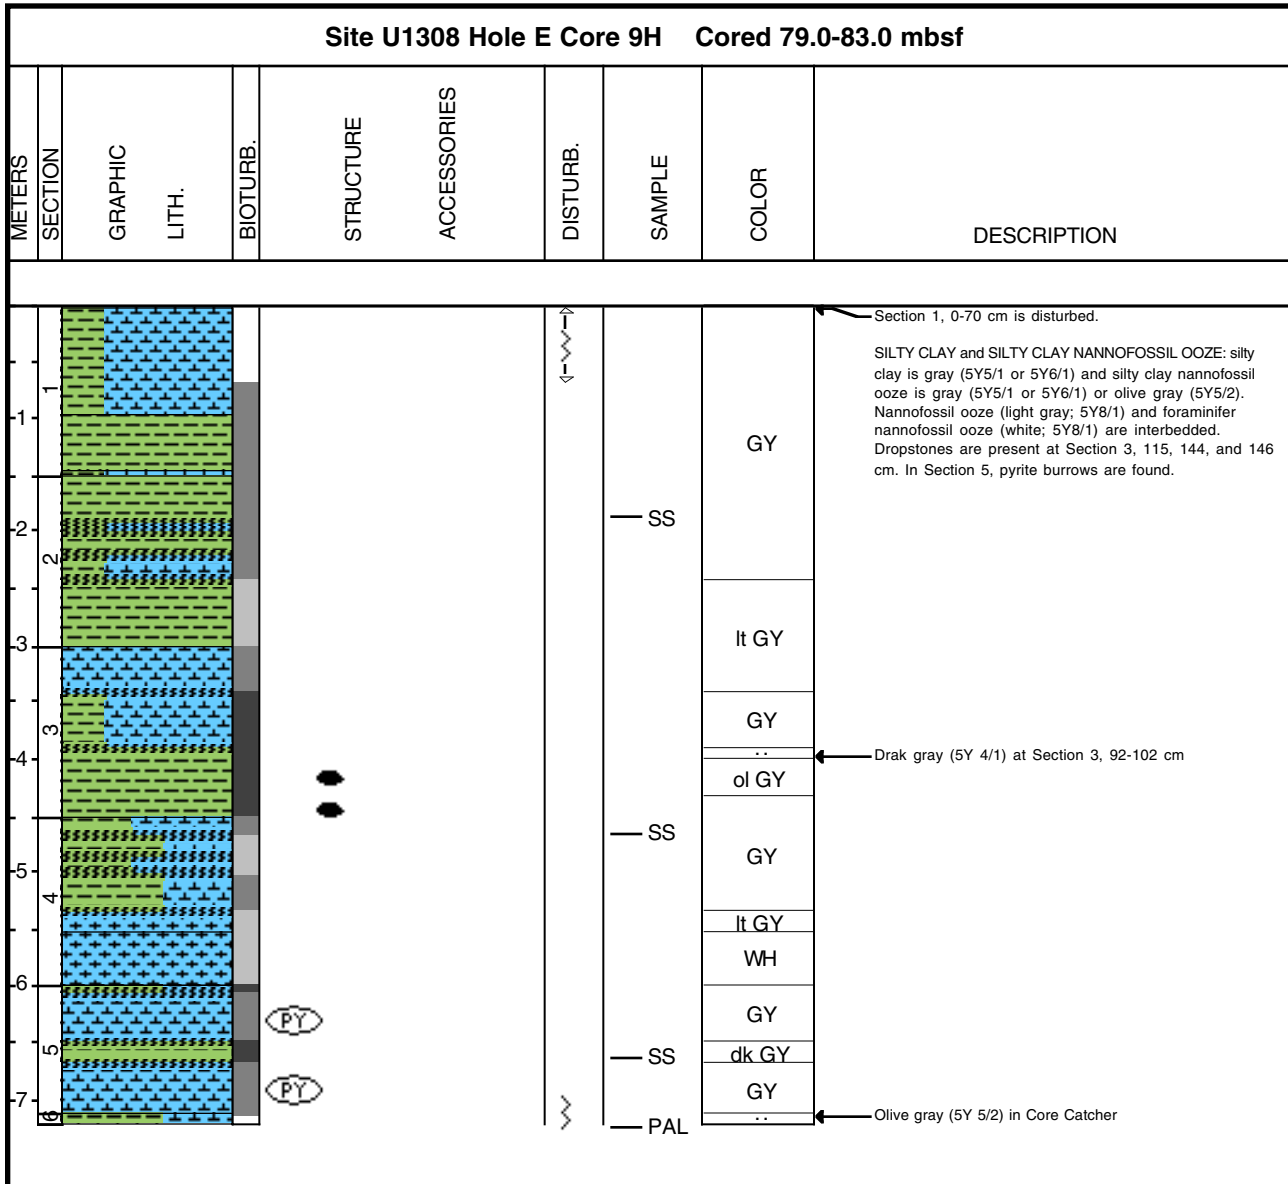 Site U1308 Hole E Core 9H Cored 79.0-83.0 mbsf
METERS
SECTION
GRAPHIC
LITH.
BIOTURB.
STRUCTURE
ACCESSORIES
DISTURB.
SAMPLE
COLOR
DESCRIPTION
Section 1, 0-70 cm is disturbed.
SILTY CLAY and SILTY CLAY NANNOFOSSIL OOZE: silty
clay is gray (5Y5/1 or 5Y6/1) and silty clay nannofossil
ooze is gray (5Y5/1 or 5Y6/1) or olive gray (5Y5/2).
Nannofossil ooze (light gray; 5Y8/1) and foraminifer
nannofossil ooze (white; 5Y8/1) are interbedded.
Dropstones are present at Section 3, 115, 144, and 146
cm. In Section 5, pyrite burrows are found.
1
1
GY
2
SS
2
3
lt GY
3
GY
4
. .
Drak gray (5Y 4/1) at Section 3, 92-102 cm
ol GY
SS
GY
5
4
lt GY
WH
6
PY
GY
5
SS
dk GY
PY
GY
7
6
. .
Olive gray (5Y 5/2) in Core Catcher
PAL